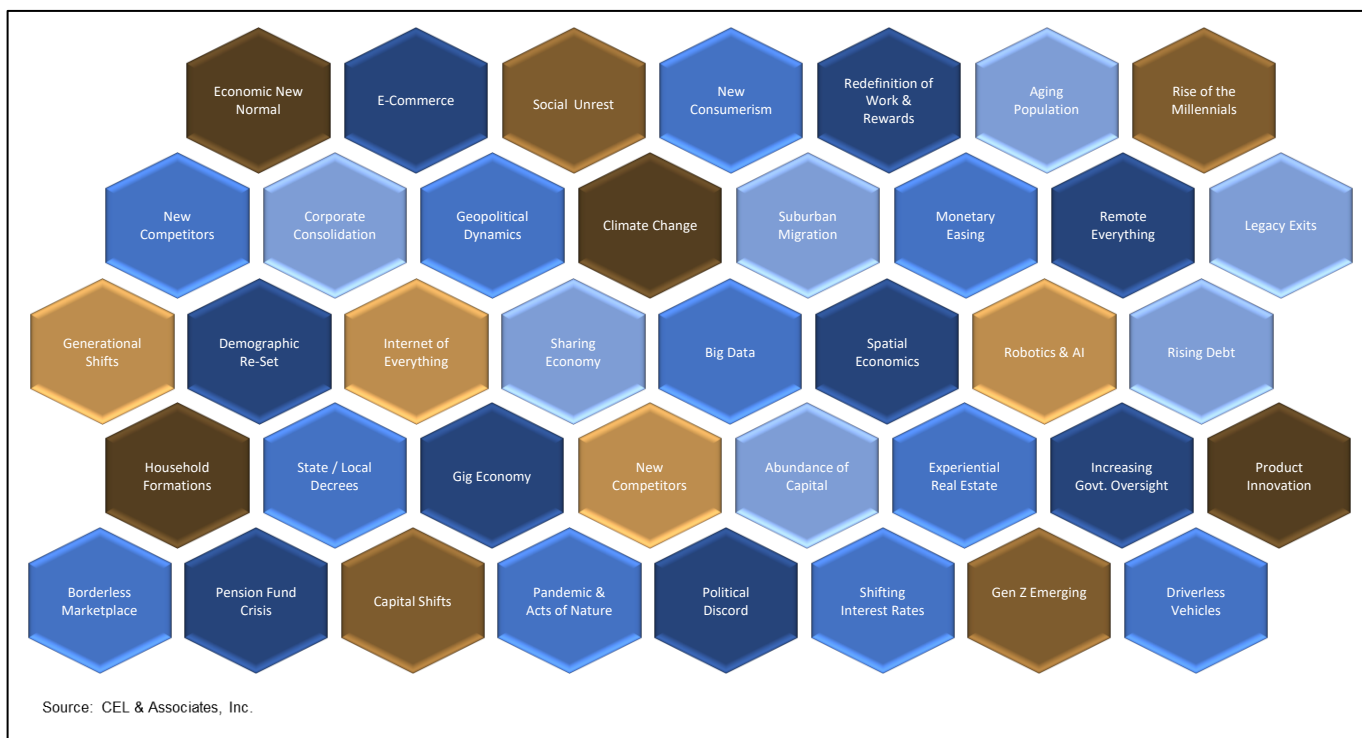 Economic New
Normal
E-Commerce
Social Unrest
New
Consumerism
Redefinition of
Work &
Rewards
Aging
Population
Rise of the
Millennials
New
Competitors
Corporate
Consolidation
Geopolitical
Dynamics
Climate Change
Suburban
Migration
Monetary
Easing
Remote
Everything
Legacy Exits
Generational
Shifts
Demographic
Re-Set
Internet of
Everything
Sharing
Economy
Big Data
Spatial
Economics
Robotics & AI
Rising Debt
Household
Formations
State / Local
Decrees
Gig Economy
New
Competitors
Abundance of
Capital
Experiential
Real Estate
Increasing
Govt. Oversight
Product
Innovation
Borderless
Marketplace
Pension Fund
Crisis
Capital Shifts
Pandemic &
Acts of Nature
Political
Discord
Shifting
Interest Rates
Gen Z Emerging
Driverless
Vehicles
Source: CEL & Associates, Inc.